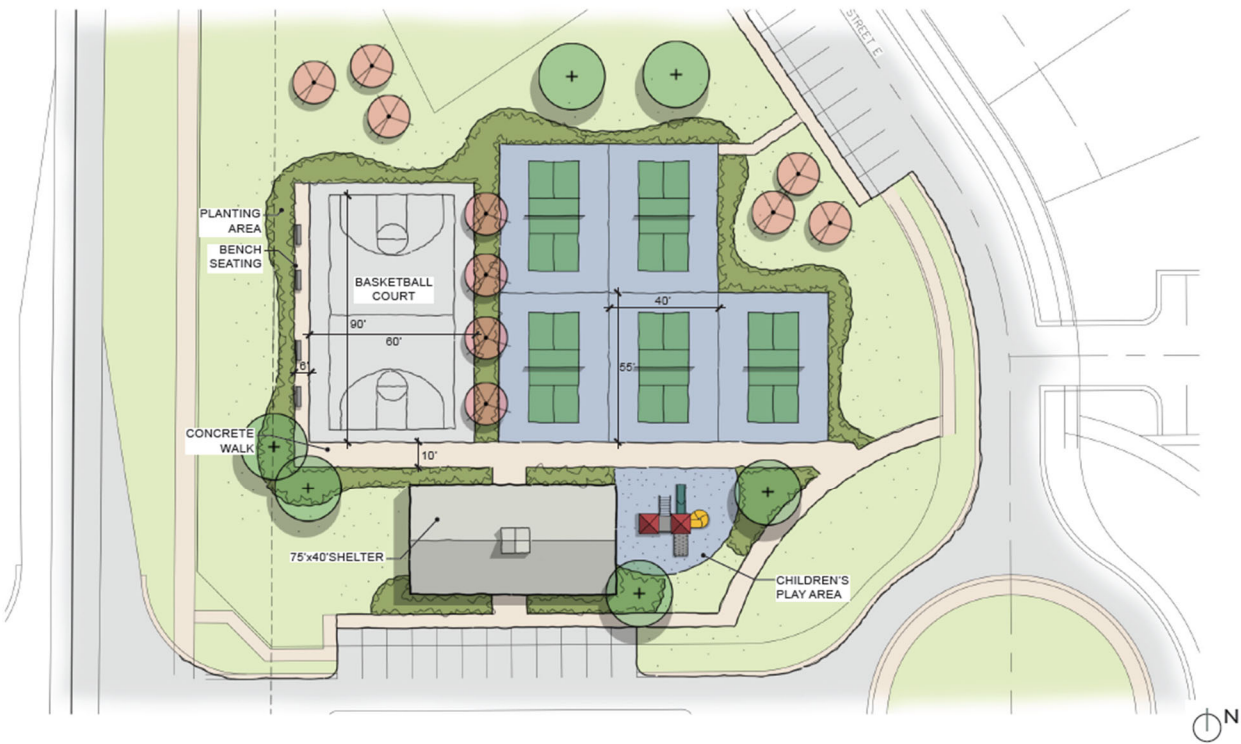 STREET E.
PLANTING
AREA
BENCH
SEATING
BASKETBALL
COURT
40'
90'
60'
55'
6'
CONCRETE
WALK
10'
75'x40'SHELTER
CHILDREN'S
PLAY AREA
N